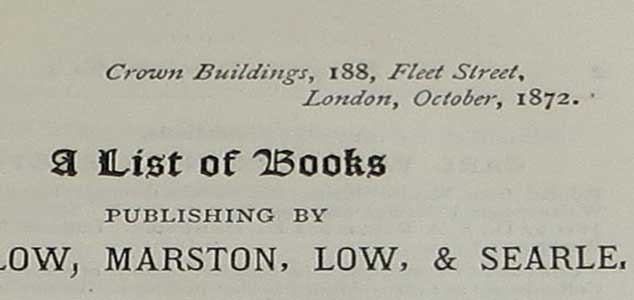 Crown Buildings, 188, Fleet Street,
London, October, 1872.
A List of Books
PUBLISHING BY
LOW, MARSTON, LOW, & SEARLE.